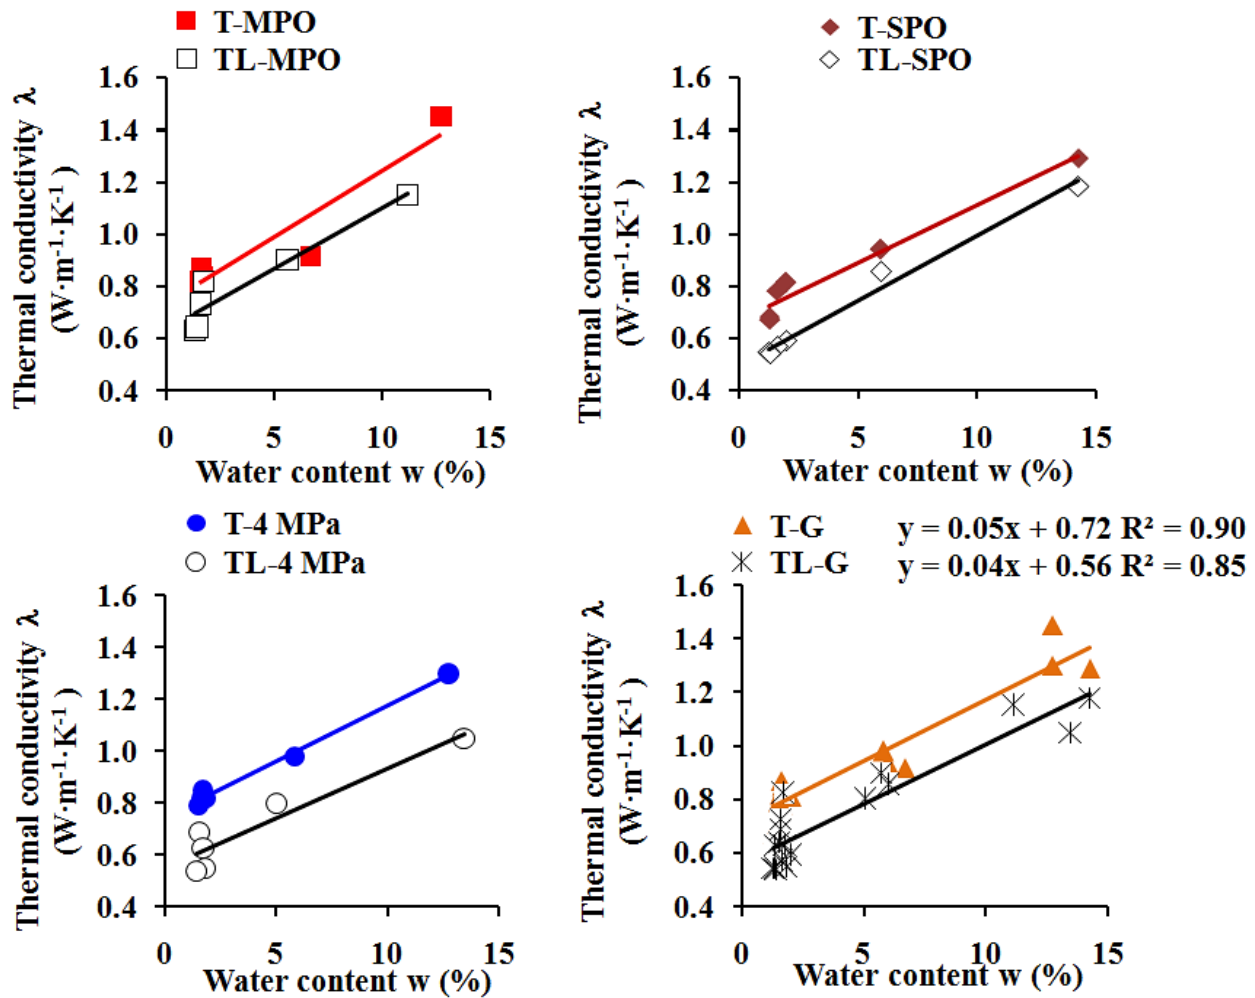 T-MPO
TL-MPO
Thermal conductivity λ
(W·m⁻¹·K⁻¹ )
1.6
1.4
1.2
1.0
0.8
0.6
0.4
0 5 10 15
Water content w (%)
T-SPO
TL-SPO
Thermal conductivity λ
(W·m⁻¹·K⁻¹ )
1.6
1.4
1.2
1.0
0.8
0.6
0.4
0 5 10 15
Water content w (%)
T-4 MPa
TL-4 MPa
Thermal conductivity λ
(W·m⁻¹·K⁻¹ )
1.6
1.4
1.2
1.0
0.8
0.6
0.4
0 5 10 15
Water content w (%)
T-G y = 0.05x + 0.72 R² = 0.90
TL-G y = 0.04x + 0.56 R² = 0.85
Thermal conductivity λ
(W·m⁻¹·K⁻¹ )
1.6
1.4
1.2
1.0
0.8
0.6
0.4
0 5 10 15
Water content w (%)